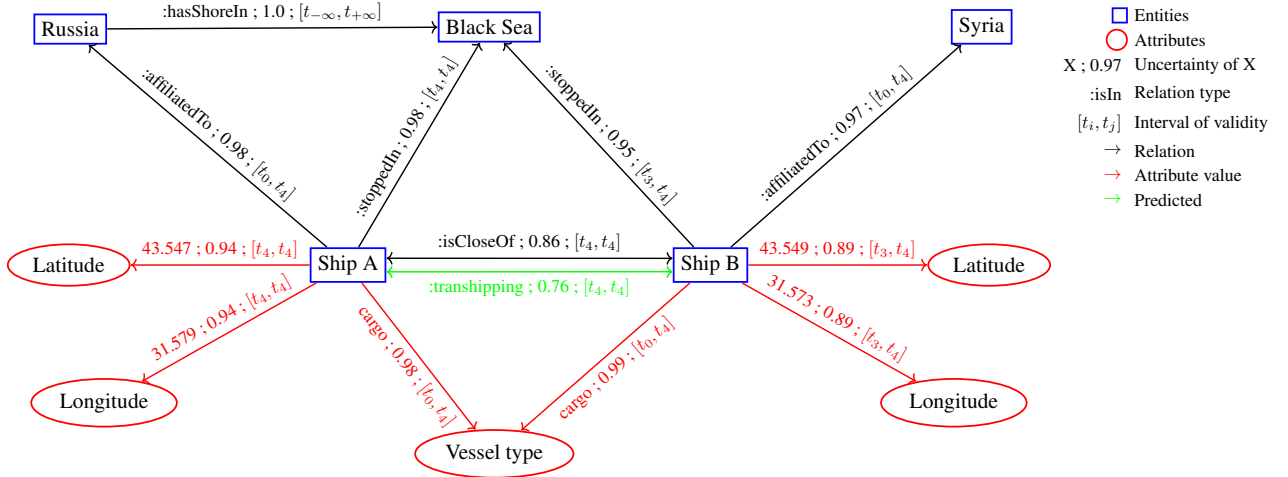 :hasShoreIn ; 1.0 ; [t₋∞, t₊∞]
Russia
Black Sea
Syria
:affiliatedTo ; 0.98 ; [t₀, t₄]
:stoppedIn ; 0.98 ; [t₄, t₄]
:stoppedIn ; 0.95 ; [t₃, t₄]
:affiliatedTo ; 0.97 ; [t₀, t₄]
Entities
Attributes
X ; 0.97 Uncertainty of X
:isIn Relation type
[tᵢ, tⱼ] Interval of validity
→ Relation
→ Attribute value
→ Predicted
Latitude
43.547 ; 0.94 ; [t₄, t₄]
Ship A
:isCloseOf ; 0.86 ; [t₄, t₄]
:transhipping ; 0.76 ; [t₄, t₄]
Ship B
43.549 ; 0.89 ; [t₃, t₄]
Latitude
31.579 ; 0.94 ; [t₄, t₄]
cargo ; 0.98 ; [t₀, t₄]
cargo ; 0.99 ; [t₀, t₄]
31.573 ; 0.89 ; [t₃, t₄]
Longitude
Longitude
Vessel type